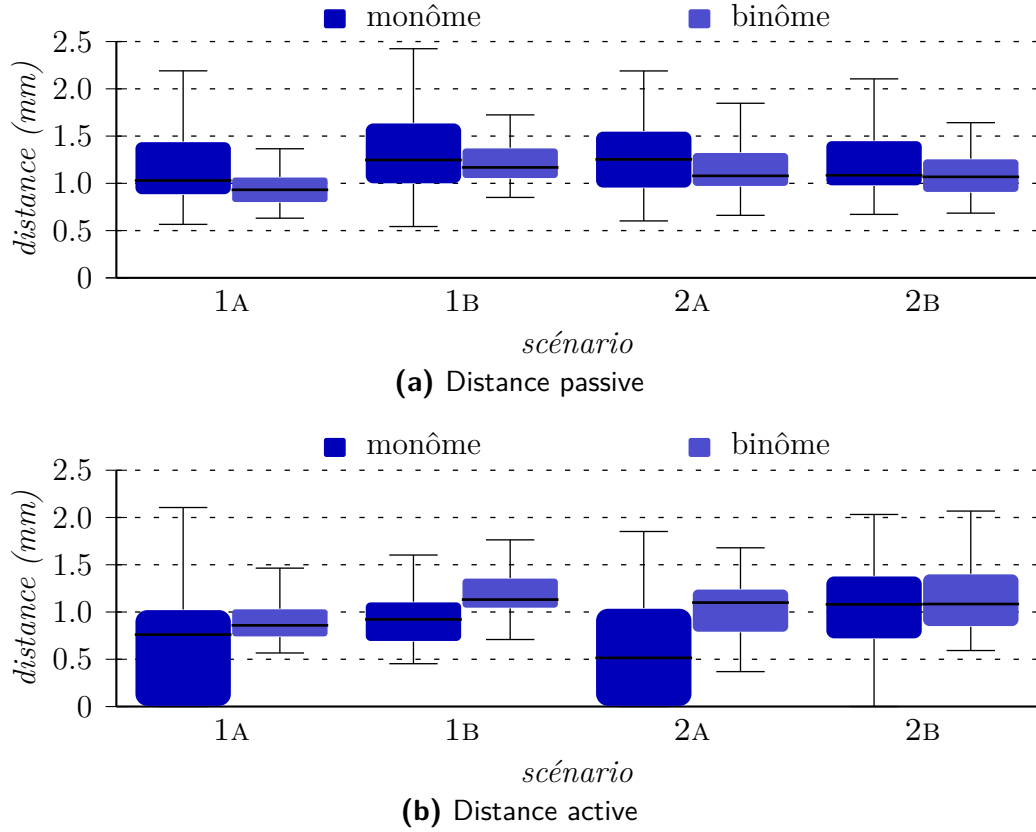 monôme binôme
distance (mm)
2.5
2.0
1.5
1.0
0.5
0
1A 1B 2A 2B
scénario
(a) Distance passive
monôme binôme
distance (mm)
2.5
2.0
1.5
1.0
0.5
0
1A 1B 2A 2B
scénario
(b) Distance active